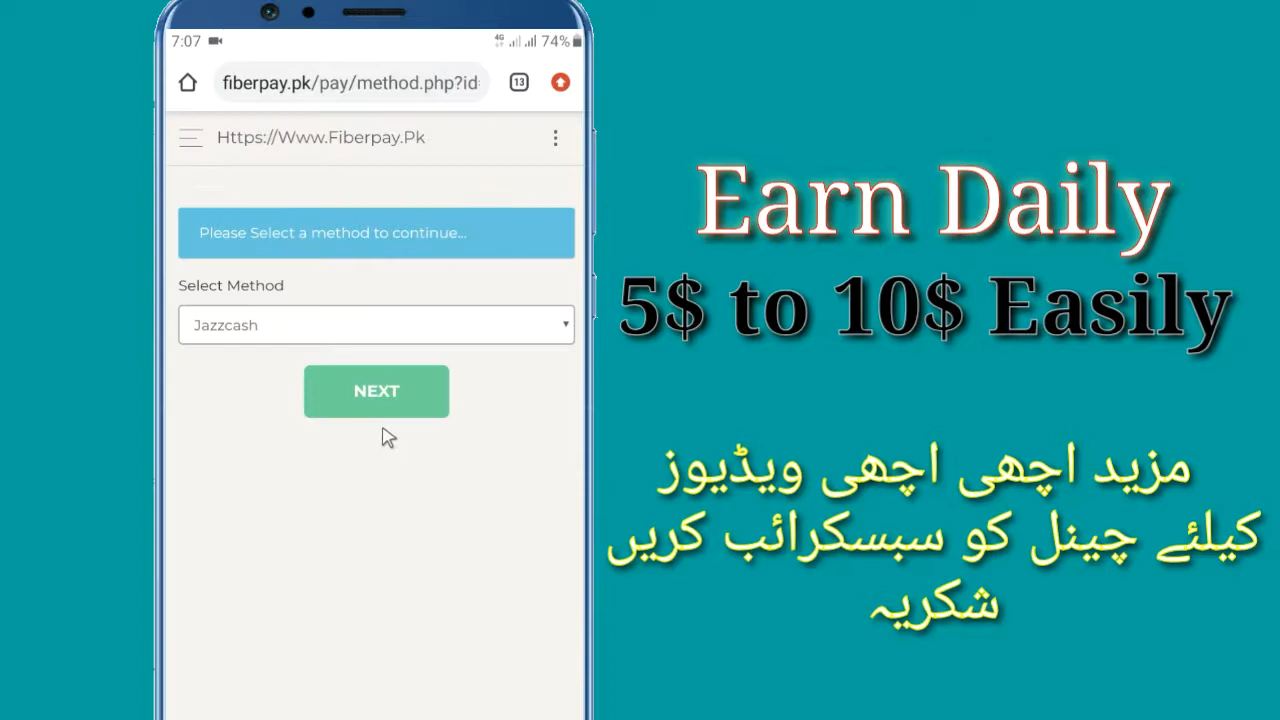 7:07 4G 74%
fiberpay.pk/pay/method.php?id= 13
Https://Www.Fiberpay.Pk
Please Select a method to continue...
Select Method
Jazzcash
NEXT
Earn Daily
5$ to 10$ Easily
مزید اچھی اچھی ویڈیوز
کیلئے چینل کو سبسکرائب کریں
شکریہ